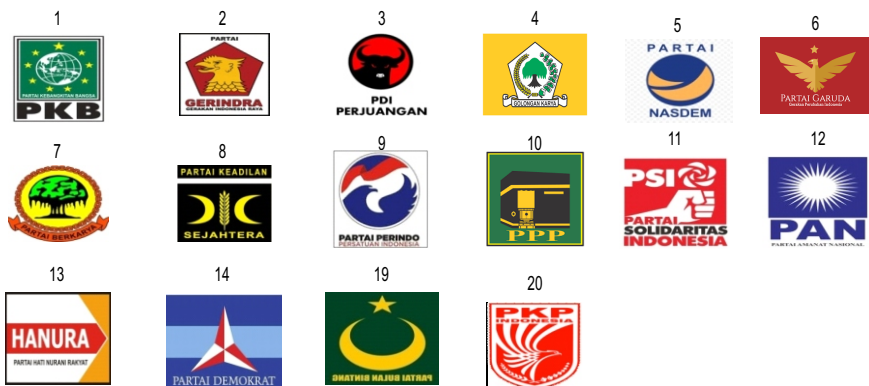 1
2
3
4
5
6
PKB
PARTAI KEBANGKITAN BANGSA
PARTAI
GERINDRA
GERAKAN INDONESIA RAYA
PDI
PERJUANGAN
GOLONGAN KARYA
PARTAI
NASDEM
PARTAI GARUDA
Gerakan Perubahan Indonesia
7
8
9
10
11
12
PARTAI BERKARYA
PARTAI KEADILAN
SEJAHTERA
PARTAI PERINDO
PERSATUAN INDONESIA
PPP
PSI
PARTAI
SOLIDARITAS
INDONESIA
PAN
PARTAI AMANAT NASIONAL
13
14
19
20
HANURA
PARTAI HATI NURANI RAKYAT
PARTAI DEMOKRAT
PARTAI BULAN BINTANG
PKP
INDONESIA